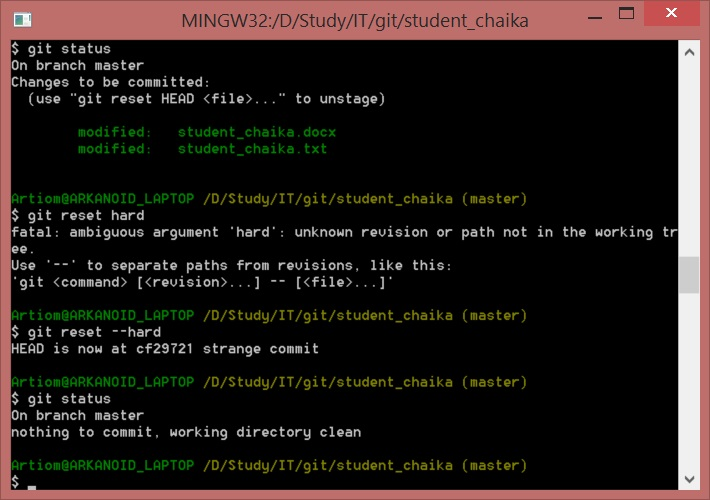 MINGW32:/D/Study/IT/git/student_chaika
$ git status
On branch master
Changes to be committed:
  (use "git reset HEAD <file>..." to unstage)
        modified:   student_chaika.docx
        modified:   student_chaika.txt
Artiom@ARKANOID_LAPTOP /D/Study/IT/git/student_chaika (master)
$ git reset hard
fatal: ambiguous argument 'hard': unknown revision or path not in the working tr
ee.
Use '--' to separate paths from revisions, like this:
'git <command> [<revision>...] -- [<file>...]'
Artiom@ARKANOID_LAPTOP /D/Study/IT/git/student_chaika (master)
$ git reset --hard
HEAD is now at cf29721 strange commit
Artiom@ARKANOID_LAPTOP /D/Study/IT/git/student_chaika (master)
$ git status
On branch master
nothing to commit, working directory clean
Artiom@ARKANOID_LAPTOP /D/Study/IT/git/student_chaika (master)
$ _